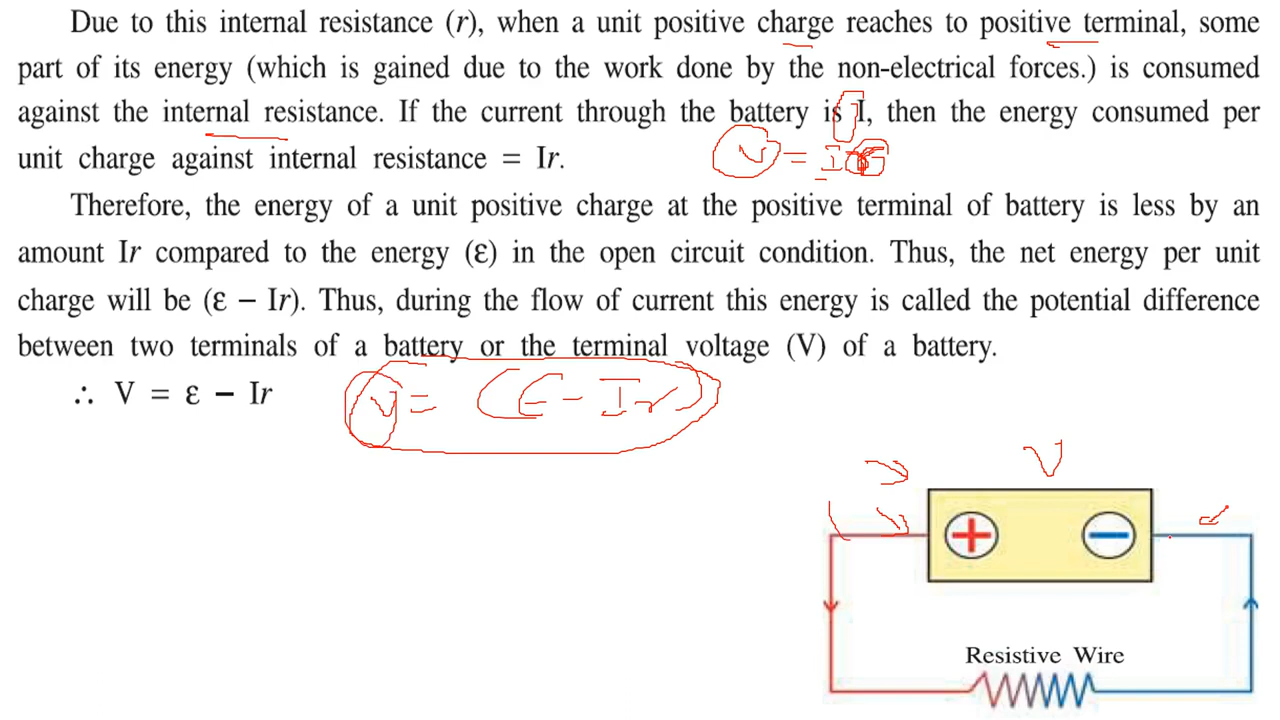 Due to this internal resistance (r), when a unit positive charge reaches to positive terminal, some
part of its energy (which is gained due to the work done by the non-electrical forces.) is consumed
against the internal resistance. If the current through the battery is I, then the energy consumed per
unit charge against internal resistance = Ir.
V = I
Therefore, the energy of a unit positive charge at the positive terminal of battery is less by an
amount Ir compared to the energy (ε) in the open circuit condition. Thus, the net energy per unit
charge will be (ε – Ir). Thus, during the flow of current this energy is called the potential difference
between two terminals of a battery or the terminal voltage (V) of a battery.
∴ V = ε – Ir
V = (ε - Ir)
V
+ –
Resistive Wire